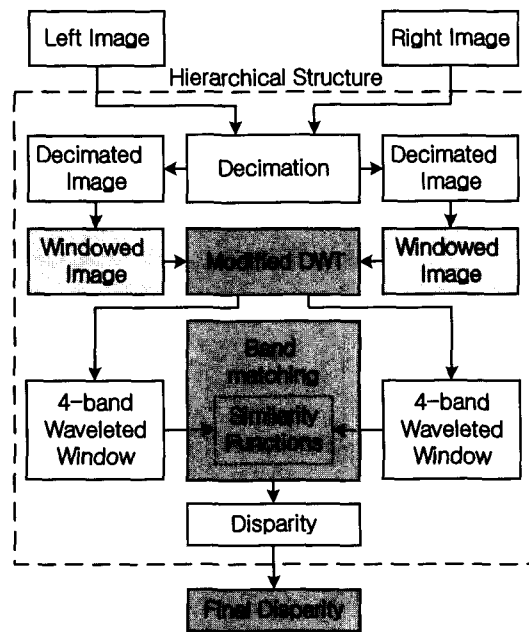 Left Image
Right Image
Hierarchical Structure
Decimated
Image
Decimation
Decimated
Image
Windowed
Image
Modified DWT
Windowed
Image
4-band
Waveleted
Window
Band
matching
Similarity
Functions
4-band
Waveleted
Window
Disparity
Final Disparity